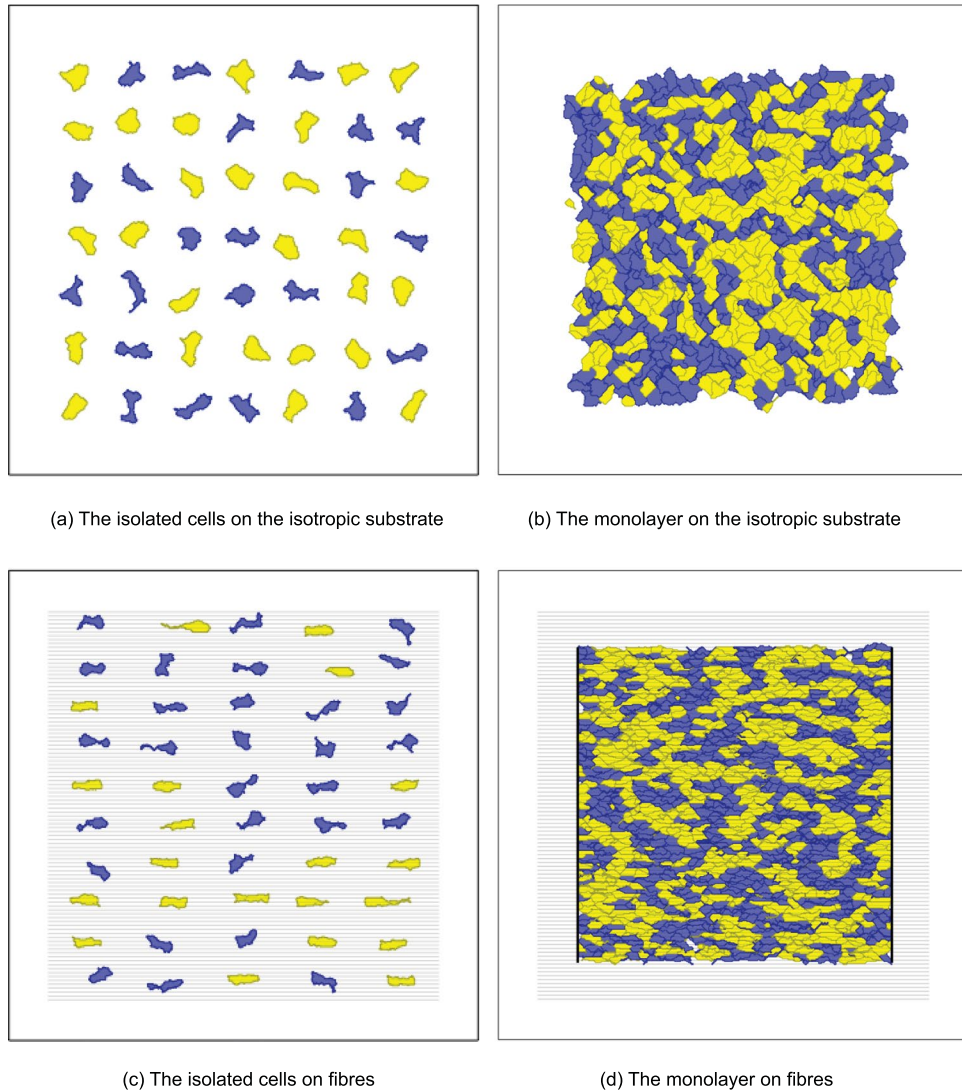 (a) The isolated cells on the isotropic substrate
(b) The monolayer on the isotropic substrate
(c) The isolated cells on fibres
(d) The monolayer on fibres